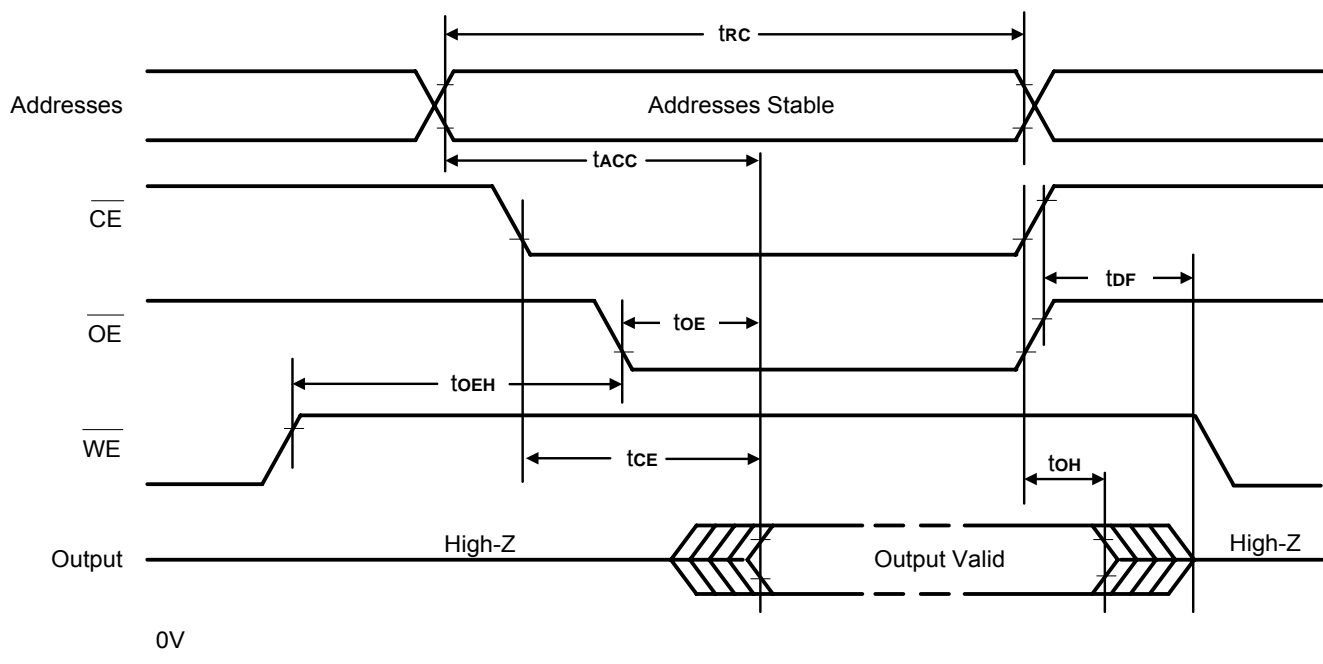 tRC
Addresses
Addresses Stable
tACC
CE
tDF
OE
tOE
tOEH
WE
tCE
tOH
High-Z
Output
Output Valid
High-Z
0V